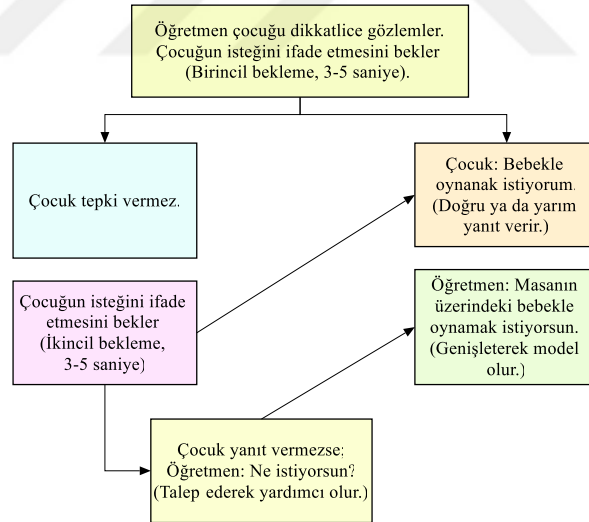 Öğretmen çocuğu dikkatlice gözlemler.
Çocuğun isteğini ifade etmesini bekler
(Birincil bekleme, 3-5 saniye).
Çocuk tepki vermez.
Çocuk: Bebekle
oynanak istiyorum.
(Doğru ya da yarım
yanıt verir.)
Çocuğun isteğini ifade
etmesini bekler
(İkincil bekleme,
3-5 saniye)
Öğretmen: Masanın
üzerindeki bebekle
oynamak istiyorsun.
(Genişleterek model
olur.)
Çocuk yanıt vermezse;
Öğretmen: Ne istiyorsun?
(Talep ederek yardımcı olur.)